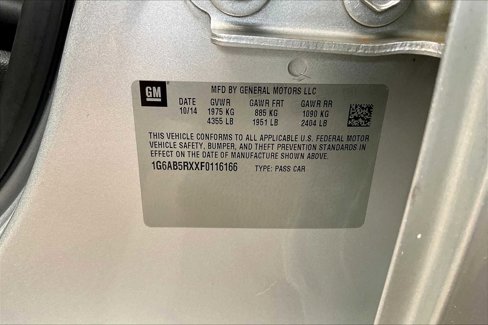 GM
MFD BY GENERAL MOTORS LLC
DATE GVWR GAWR FRT GAWR RR
10/14 1975 KG 885 KG 1090 KG
4355 LB 1951 LB 2404 LB
THIS VEHICLE CONFORMS TO ALL APPLICABLE U.S. FEDERAL MOTOR
VEHICLE SAFETY, BUMPER, AND THEFT PREVENTION STANDARDS IN
EFFECT ON THE DATE OF MANUFACTURE SHOWN ABOVE.
1G6AB5RXXF0116166 TYPE: PASS CAR